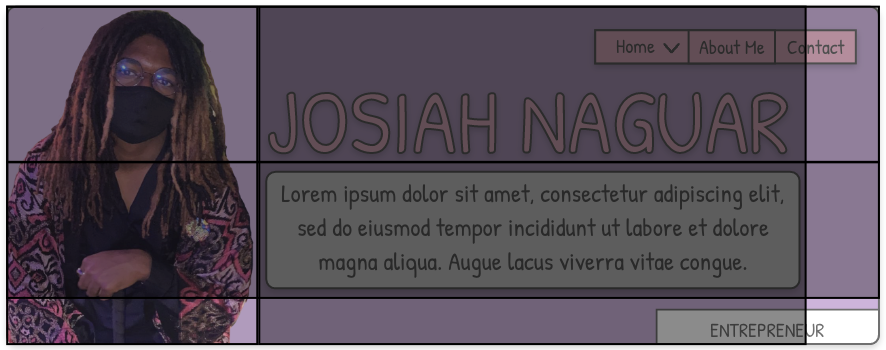 Home
About Me
Contact
JOSIAH NAGUAR
Lorem ipsum dolor sit amet, consectetur adipiscing elit,
sed do eiusmod tempor incididunt ut labore et dolore
magna aliqua. Augue lacus viverra vitae congue.
ENTREPRENEUR